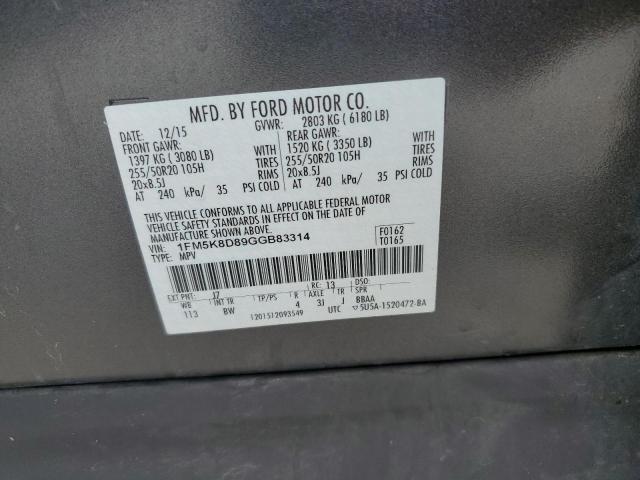 MFD. BY FORD MOTOR CO.
DATE: 12/15 GVWR: 2803 KG ( 6180 LB)
FRONT GAWR: WITH REAR GAWR: WITH
1397 KG ( 3080 LB) TIRES 1520 KG ( 3350 LB) TIRES
255/50R20 105H RIMS 255/50R20 105H RIMS
20x8.5J 20x8.5J
AT 240 kPa/ 35 PSI COLD AT 240 kPa/ 35 PSI COLD
THIS VEHICLE CONFORMS TO ALL APPLICABLE FEDERAL MOTOR
VEHICLE SAFETY STANDARDS IN EFFECT ON THE DATE OF
MANUFACTURE SHOWN ABOVE.
VIN: 1FM5K8D89GGB83314 F0162
TYPE: MPV T0165
EXT PNT: J7 RC: 13 DSO:
WB INT TR TP/PS R AXLE TR SPR
113 BW 4 3J J BBAA
1201512093549 UTC 5U5A-1520472-BA